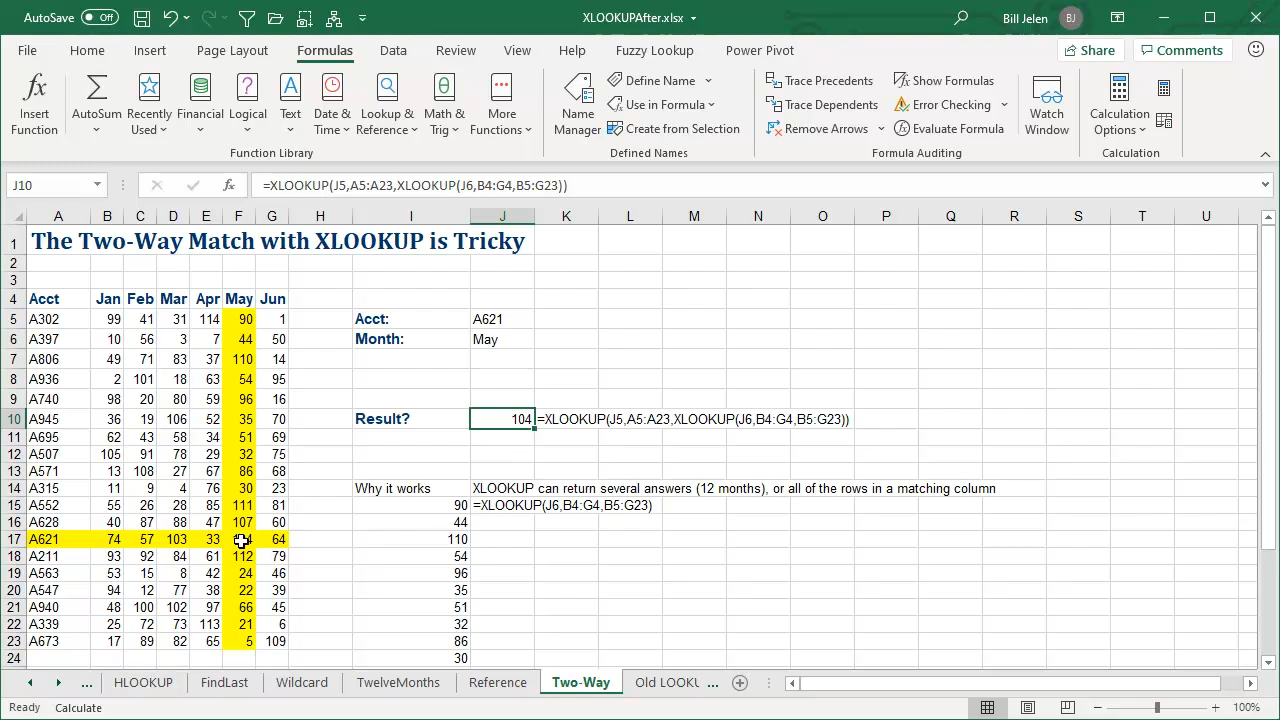 AutoSave Off XLOOKUPAfter.xlsx Bill Jelen BJ
File Home Insert Page Layout Formulas Data Review View Help Fuzzy Lookup Power Pivot Share Comments
Insert Function
AutoSum
Recently Used
Financial
Logical
Text
Date & Time
Lookup & Reference
Math & Trig
More Functions
Function Library
Name Manager
Define Name
Use in Formula
Create from Selection
Defined Names
Trace Precedents
Trace Dependents
Remove Arrows
Show Formulas
Error Checking
Evaluate Formula
Formula Auditing
Watch Window
Calculation Options
Calculation
J10 fx =XLOOKUP(J5,A5:A23,XLOOKUP(J6,B4:G4,B5:G23))
A B C D E F G H I J K L M N O P Q R S T U
1 The Two-Way Match with XLOOKUP is Tricky
2
3
4 Acct Jan Feb Mar Apr May Jun
5 A302 99 41 31 114 90 1 Acct: A621
6 A397 10 56 3 7 44 50 Month: May
7 A806 49 71 83 37 110 14
8 A936 2 101 18 63 54 95
9 A740 98 20 80 59 96 16
10 A945 36 19 106 52 35 70 Result? 104 =XLOOKUP(J5,A5:A23,XLOOKUP(J6,B4:G4,B5:G23))
11 A695 62 43 58 34 51 69
12 A507 105 91 78 29 32 75
13 A571 13 108 27 67 86 68
14 A315 11 9 4 76 30 23 Why it works XLOOKUP can return several answers (12 months), or all of the rows in a matching column
15 A552 55 26 28 85 111 81 90 =XLOOKUP(J6,B4:G4,B5:G23)
16 A628 40 87 88 47 107 60 44
17 A621 74 57 103 33 64 110
18 A211 93 92 84 61 112 79 54
19 A563 53 15 8 42 24 46 96
20 A547 94 12 77 38 22 39 35
21 A940 48 100 102 97 66 45 51
22 A339 25 72 73 113 21 6 32
23 A673 17 89 82 65 5 109 86
24 30
... HLOOKUP FindLast Wildcard TwelveMonths Reference Two-Way ...
Ready Calculate 100%